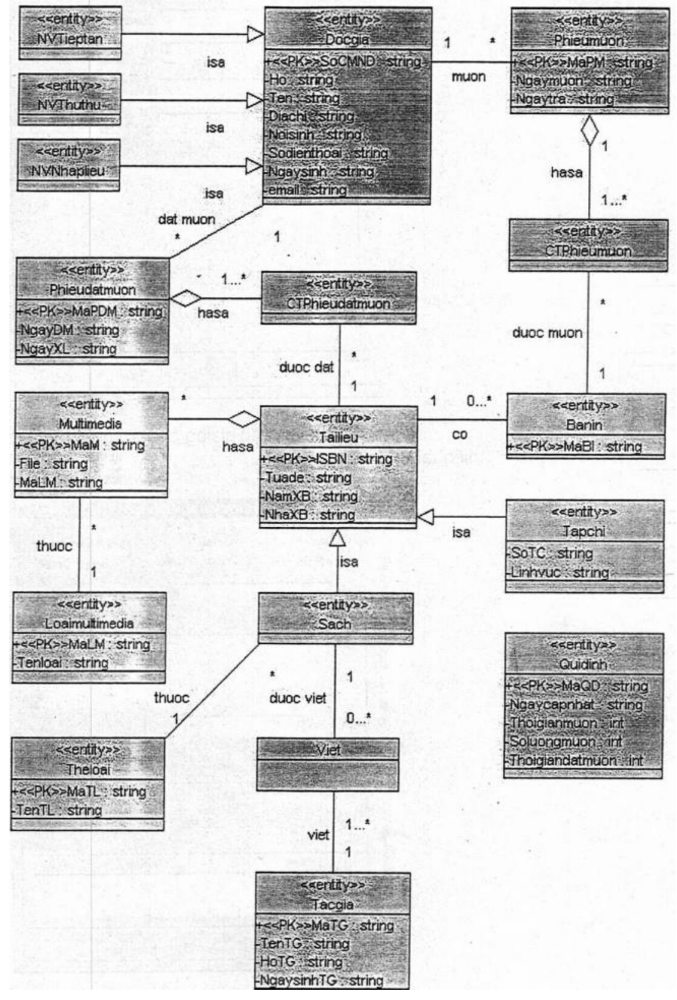 <<entity>>
NVTieptan
isa
<<entity>>
NVThuthu
isa
<<entity>>
NVNhaplieu
isa
<<entity>>
Docgia
+<<PK>>SoCMND : string
-Ho : string
-Ten : string
-Diachi : string
-Noisinh : string
-Sodienthoai : string
-Ngaysinh : string
-email : string
1 *
muon
<<entity>>
Phieumuon
+<<PK>>MaPM : string
-Ngaymuon : string
-Ngaytra : string
1
hasa
1...*
<<entity>>
CTPhieumuon
*
duoc muon
1
dat muon
*
1
<<entity>>
Phieudatmuon
+<<PK>>MaPDM : string
-NgayDM : string
-NgayXL : string
1...*
hasa
<<entity>>
CTPhieudatmuon
*
duoc dat
1
<<entity>>
Multimedia
+<<PK>>MaM : string
-File : string
-MaLM : string
*
hasa
<<entity>>
Tailieu
+<<PK>>ISBN : string
-Tuade : string
-NamXB : string
-NhaXB : string
1 0...*
co
<<entity>>
Banin
+<<PK>>MaBI : string
isa
<<entity>>
Tapchi
-SoTC : string
-Linhvuc : string
*
thuoc
1
isa
<<entity>>
Loaimultimedia
+<<PK>>MaLM : string
-Tenloai : string
<<entity>>
Sach
<<entity>>
Quidinh
+<<PK>>MaQD : string
-Ngaycapnhat : string
-Thoigianmuon : int
-Soluongmuon : int
-Thoigiandatmuon : int
*
thuoc
1
1
duoc viet
0...*
<<entity>>
Theloai
+<<PK>>MaTL : string
-TenTL : string
Viet
1...*
viet
1
<<entity>>
Tacgia
+<<PK>>MaTG : string
-TenTG : string
-HoTG : string
-NgaysinhTG : string